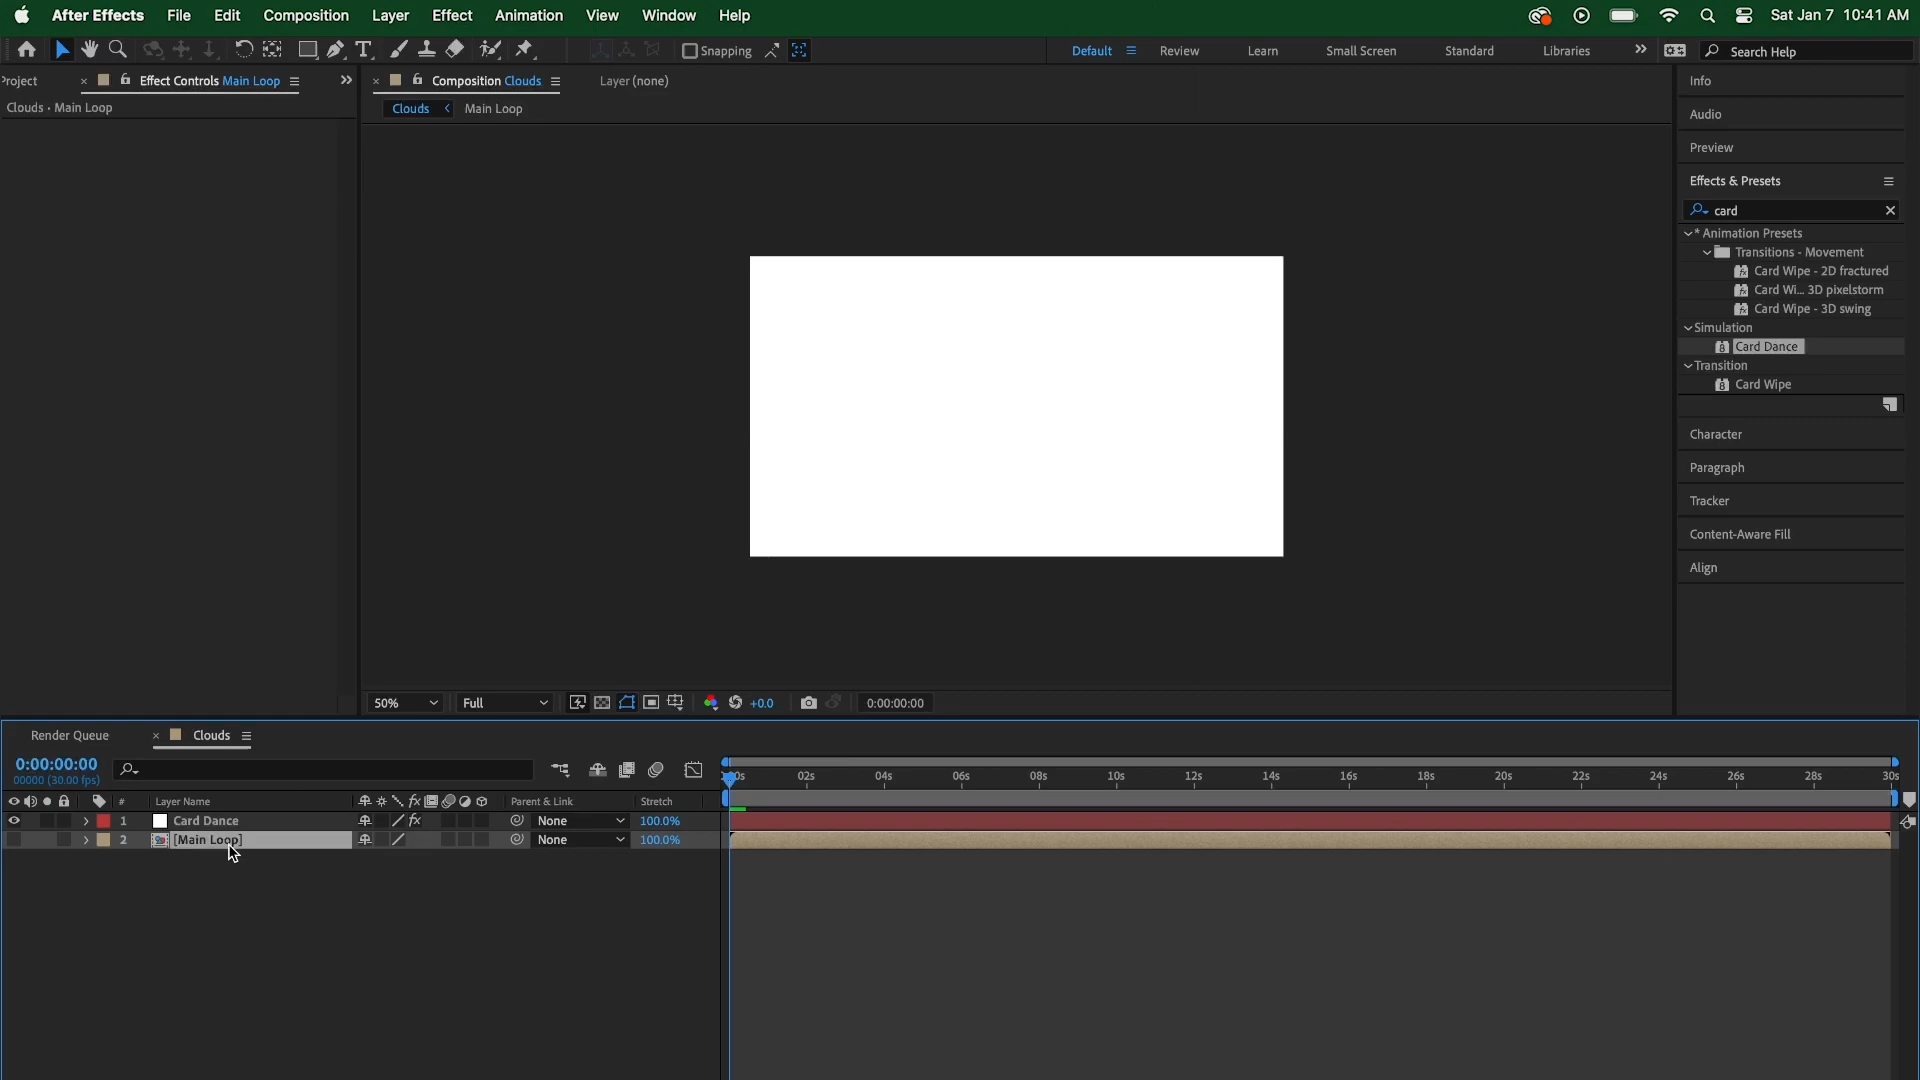 After Effects File Edit Composition Layer Effect Animation View Window Help Sat Jan 7 10:41 AM
Snapping Default Review Learn Small Screen Standard Libraries Search Help
roject Effect Controls Main Loop Composition Clouds Layer (none) Info
Clouds • Main Loop
Clouds Main Loop
Audio
Preview
Effects & Presets
card
* Animation Presets
Transitions - Movement
Card Wipe - 2D fractured
Card Wi... 3D pixelstorm
Card Wipe - 3D swing
Simulation
Card Dance
Transition
Card Wipe
Character
Paragraph
Tracker
Content-Aware Fill
Align
50% Full +0.0 0:00:00:00
Render Queue Clouds
0:00:00:00
00000 (30.00 fps)
02s 04s 06s 08s 10s 12s 14s 16s 18s 20s 22s 24s 26s 28s 30s
# Layer Name Parent & Link Stretch
1 Card Dance None 100.0%
2 [Main Loop] None 100.0%